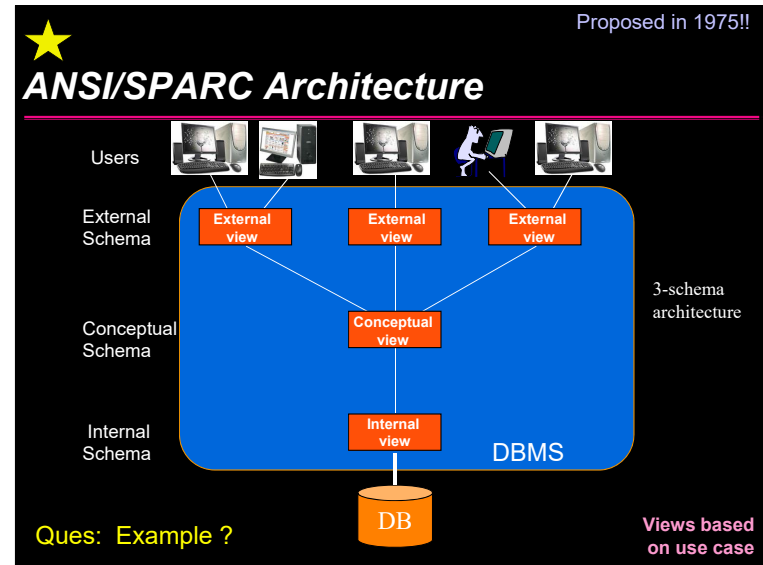 Proposed in 1975!!
ANSI/SPARC Architecture
Users
External
Schema
External
view
External
view
External
view
3-schema
architecture
Conceptual
Schema
Conceptual
view
Internal
Schema
Internal
view
DBMS
DB
Ques: Example ?
Views based
on use case